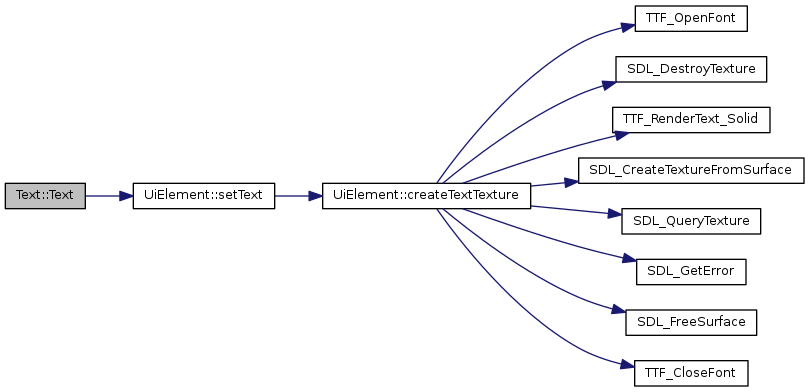 Text::Text
UiElement::setText
UiElement::createTextTexture
TTF_OpenFont
SDL_DestroyTexture
TTF_RenderText_Solid
SDL_CreateTextureFromSurface
SDL_QueryTexture
SDL_GetError
SDL_FreeSurface
TTF_CloseFont